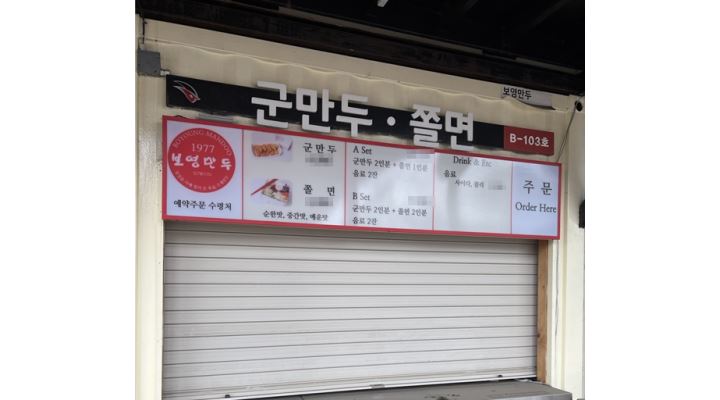 보영만두
군만두 · 쫄면
B-103호
BOYOUNG MANDOO
1977
보영만두
예약주문 수령처
군만두
쫄면
순한맛, 중간맛, 매운맛
A Set
군만두 2인분 + 쫄면 1인분
음료 2잔
B Set
군만두 2인분 + 쫄면 2인분
음료 2잔
Drink & Etc
음료
사이다, 콜라
주문
Order Here